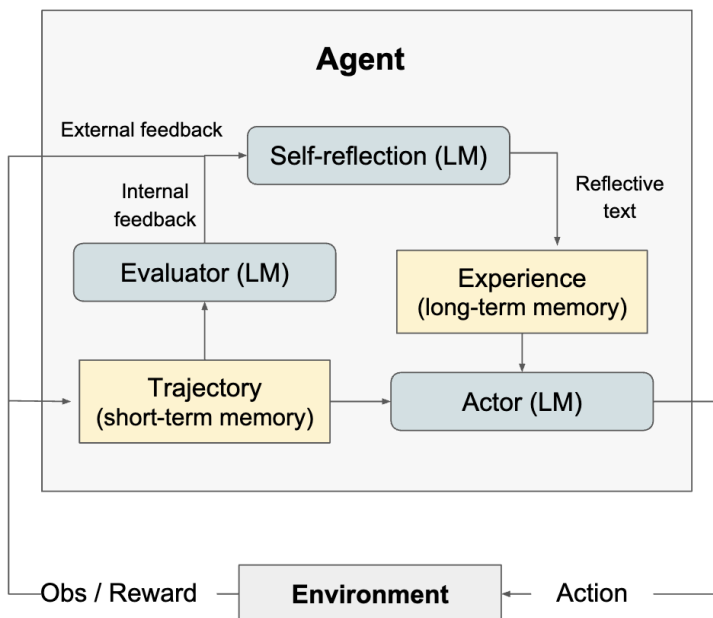 Agent
External feedback
Self-reflection (LM)
Internal
feedback
Reflective
text
Evaluator (LM)
Experience
(long-term memory)
Trajectory
(short-term memory)
Actor (LM)
Obs / Reward
Environment
Action